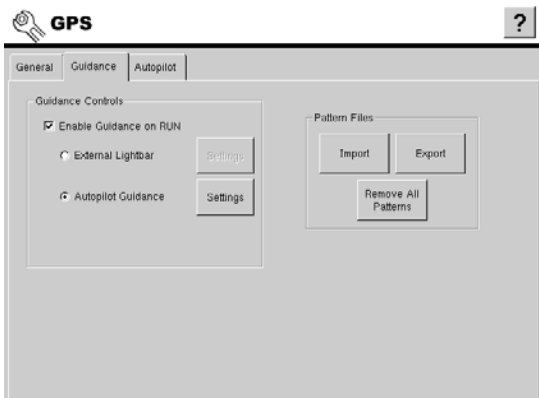 GPS
?
General
Guidance
Autopilot
Guidance Controls
Enable Guidance on RUN
External Lightbar
Settings
Autopilot Guidance
Settings
Pattern Files
Import
Export
Remove All
Patterns